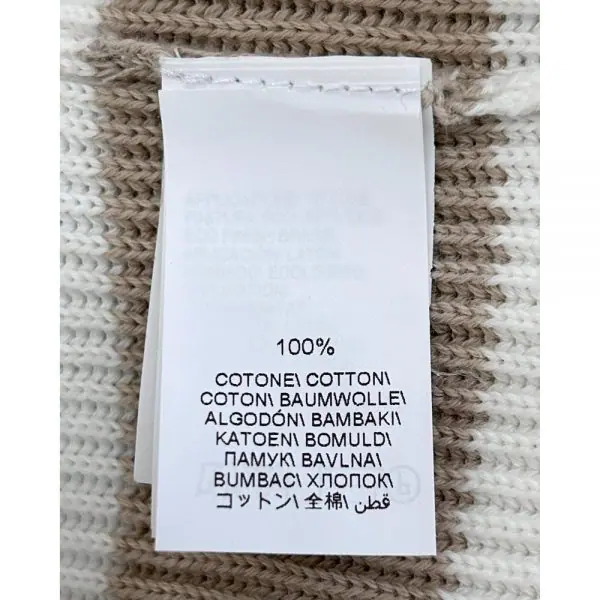 100%
COTONE\ COTTON\
COTON\ BAUMWOLLE\
ALGODÓN\ BAMBAKI\
KATOEN\ BOMULD\
ПАМУК\ BAVLNA\
BUMBAC\ ХЛОПОК\
コットン\ 全棉\ قطن